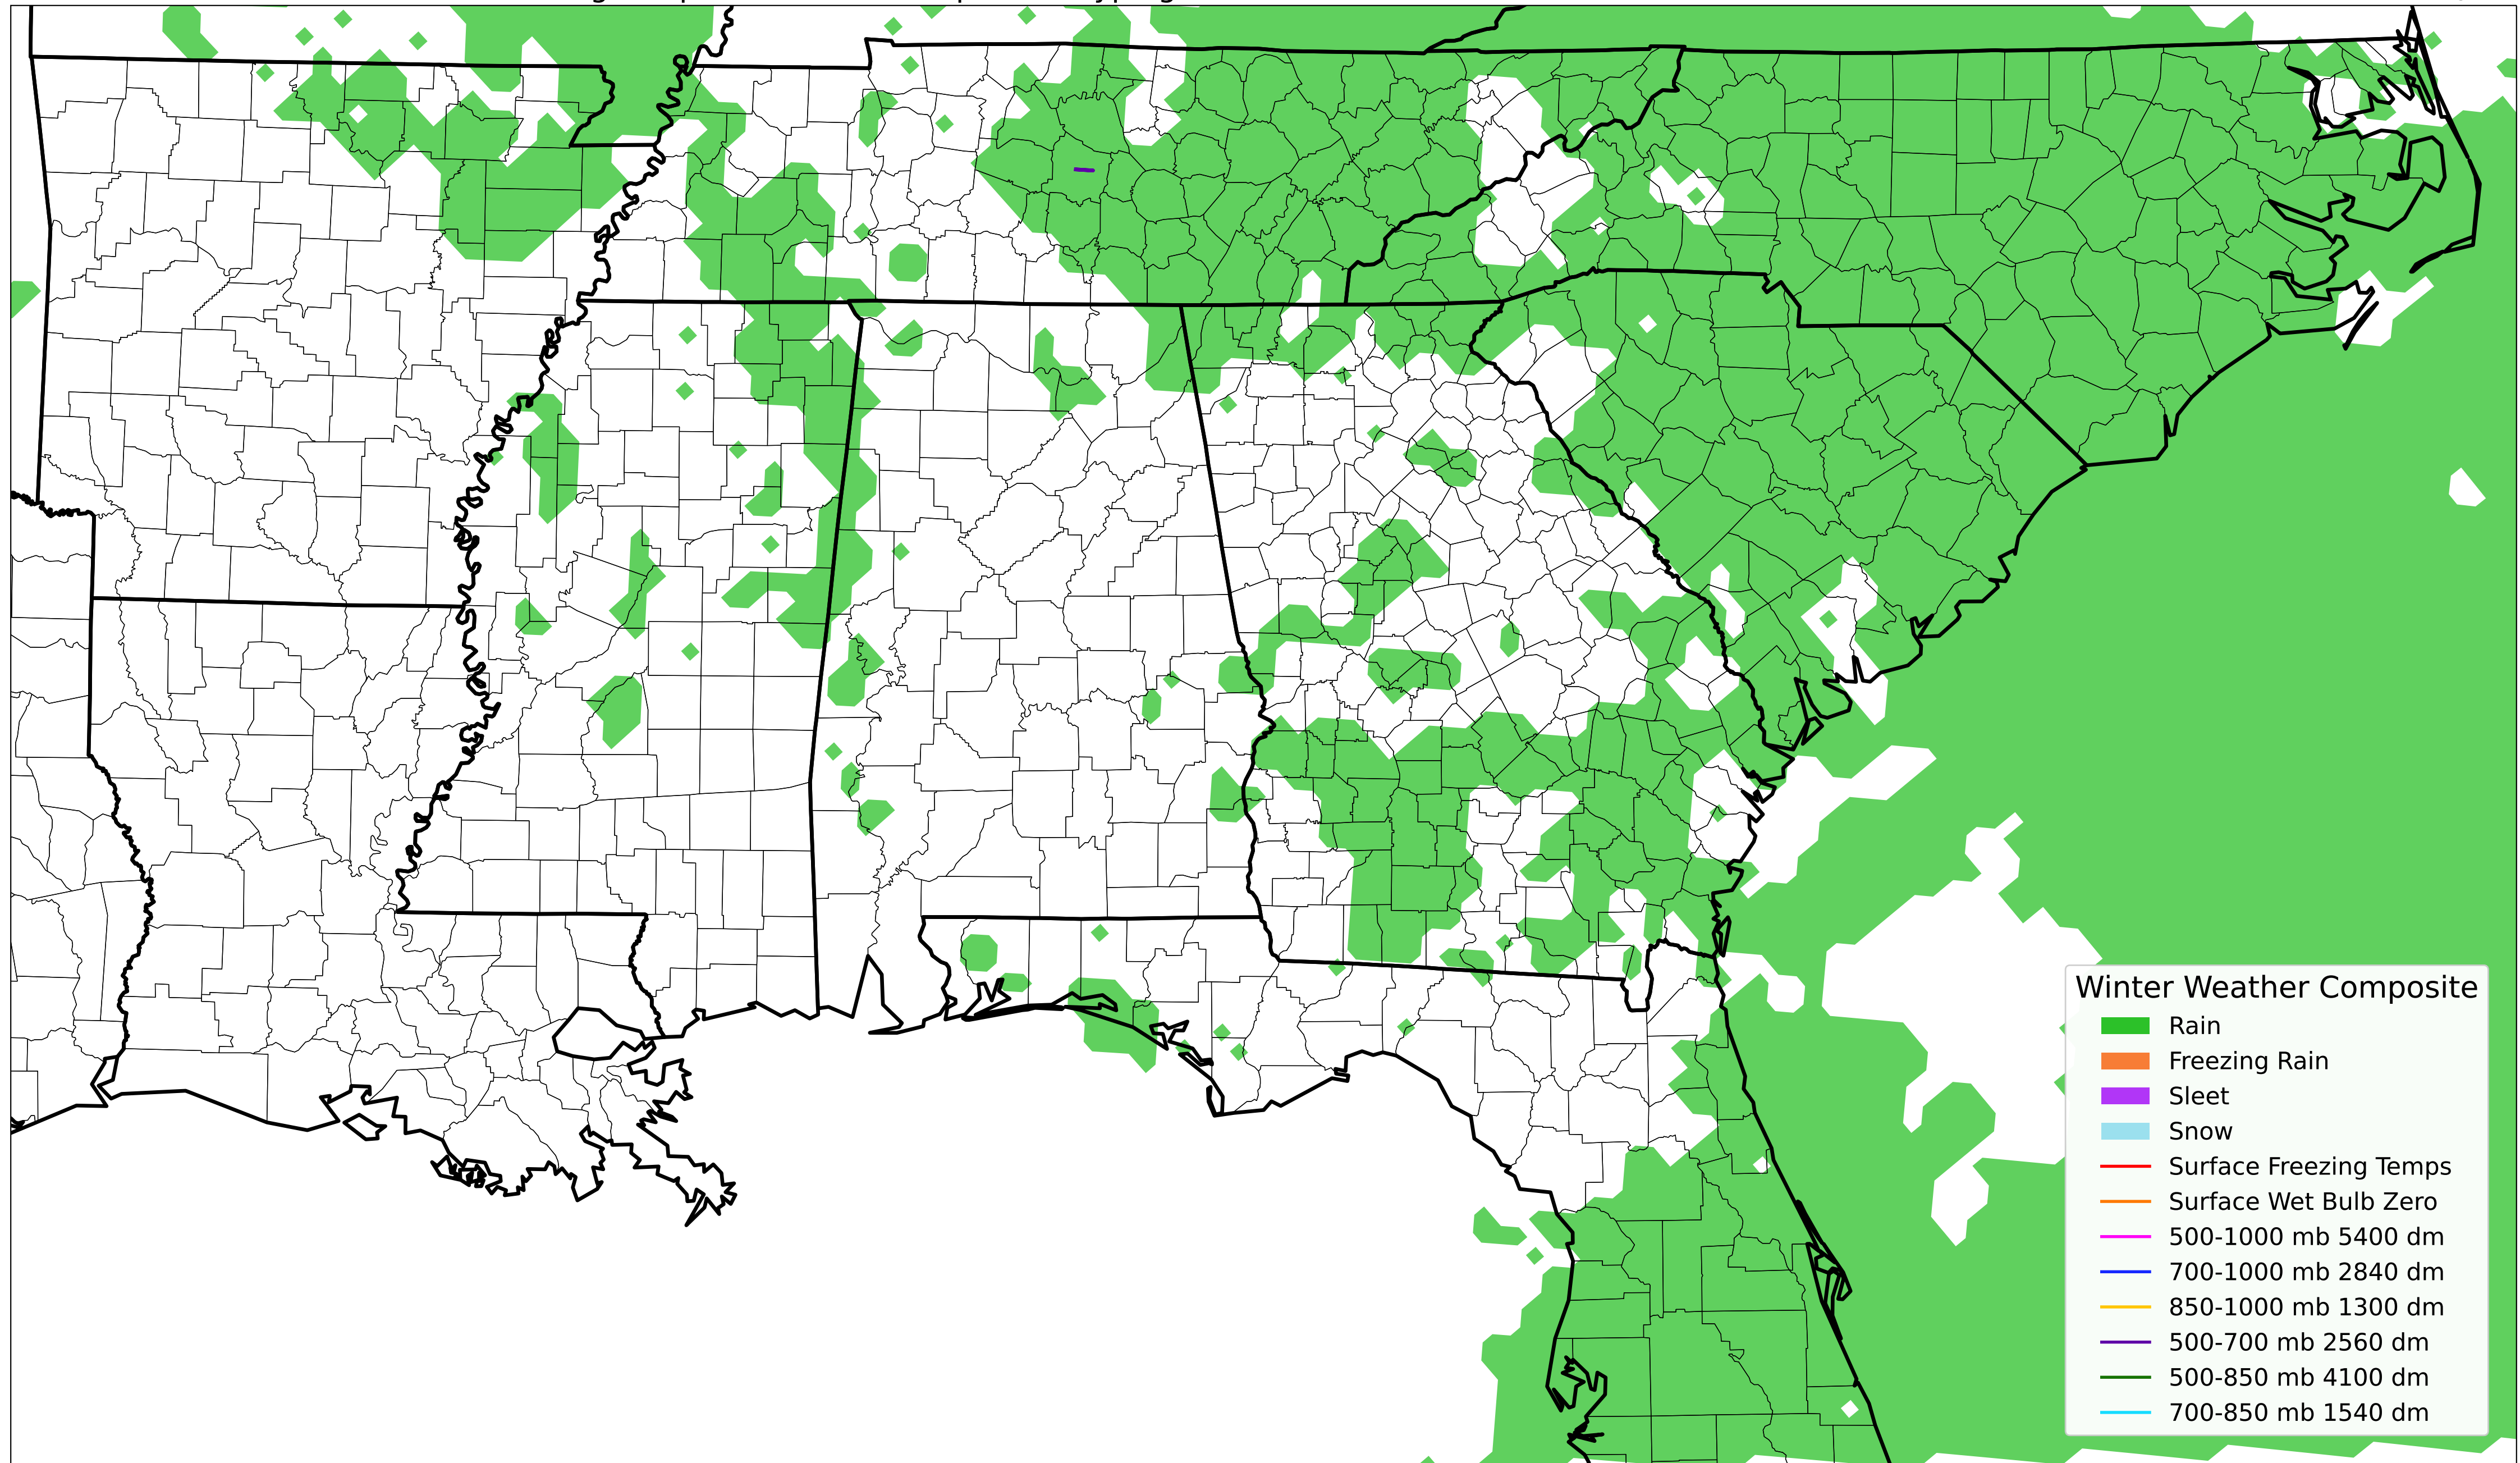 Winter Weather Composite
Rain
Freezing Rain
Sleet
Snow
Surface Freezing Temps
Surface Wet Bulb Zero
500-1000 mb 5400 dm
700-1000 mb 2840 dm
850-1000 mb 1300 dm
500-700 mb 2560 dm
500-850 mb 4100 dm
700-850 mb 1540 dm